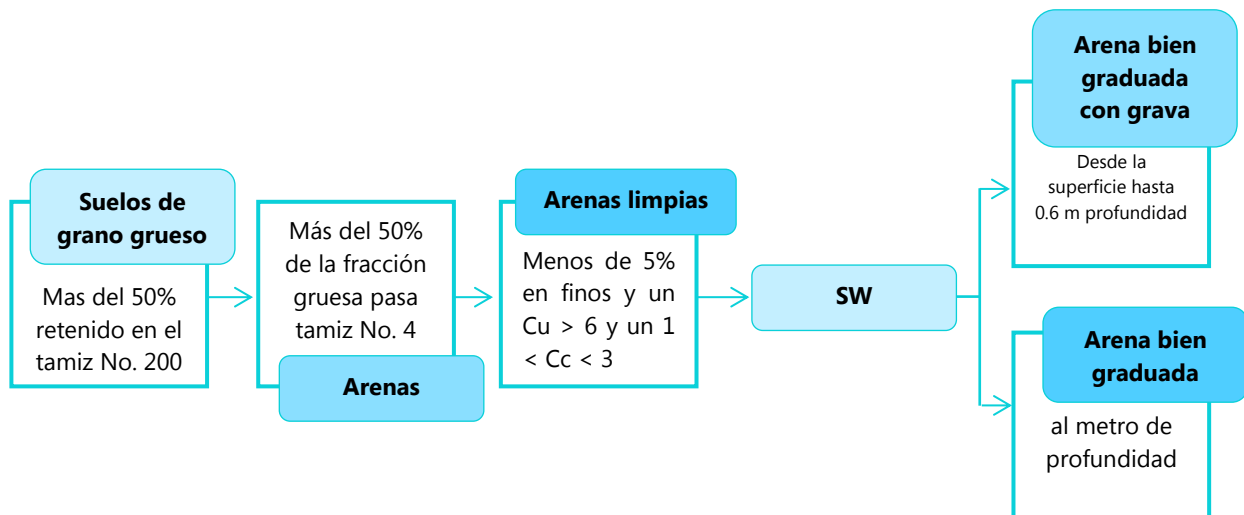 Suelos de
grano grueso
Mas del 50%
retenido en el
tamiz No. 200
Más del 50%
de la fracción
gruesa pasa
tamiz No. 4
Arenas
Arenas limpias
Menos de 5%
en finos y un
Cu > 6 y un 1
< Cc < 3
SW
Arena bien
graduada
con grava
Desde la
superficie hasta
0.6 m profundidad
Arena bien
graduada
al metro de
profundidad